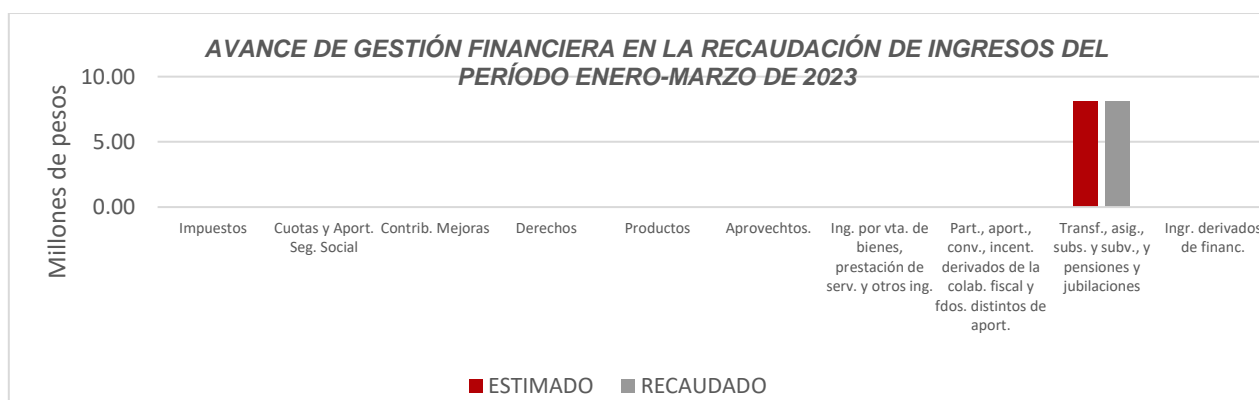 AVANCE DE GESTIÓN FINANCIERA EN LA RECAUDACIÓN DE INGRESOS DEL
PERÍODO ENERO-MARZO DE 2023
Millones de pesos
10.00
5.00
0.00
Impuestos
Cuotas y Aport.
Seg. Social
Contrib. Mejoras
Derechos
Productos
Aprovechtos.
Ing. por vta. de
bienes,
prestación de
serv. y otros ing.
Part., aport.,
conv., incent.
derivados de la
colab. fiscal y
fdos. distintos de
aport.
Transf., asig.,
subs. y subv., y
pensiones y
jubilaciones
Ingr. derivados
de financ.
ESTIMADO
RECAUDADO